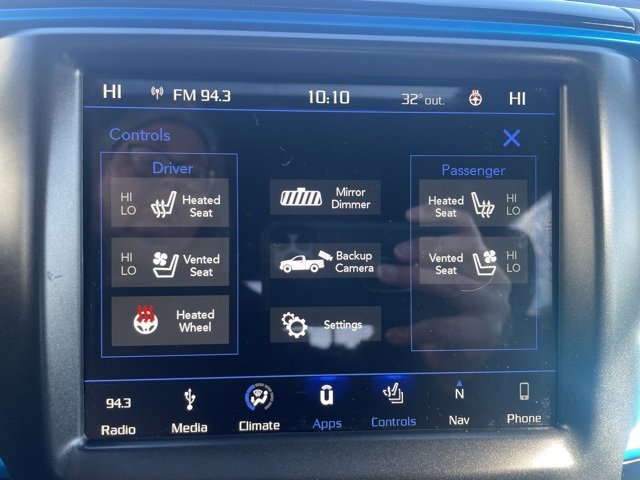 HI FM 94.3 10:10 32° out. HI
Controls
Driver
HI
LO
Heated
Seat
HI
LO
Vented
Seat
Heated
Wheel
Mirror
Dimmer
Backup
Camera
Settings
Passenger
Heated
Seat
HI
LO
Vented
Seat
HI
LO
94.3
Radio
Media
Climate
ū
Apps
Controls
N
Nav
Phone